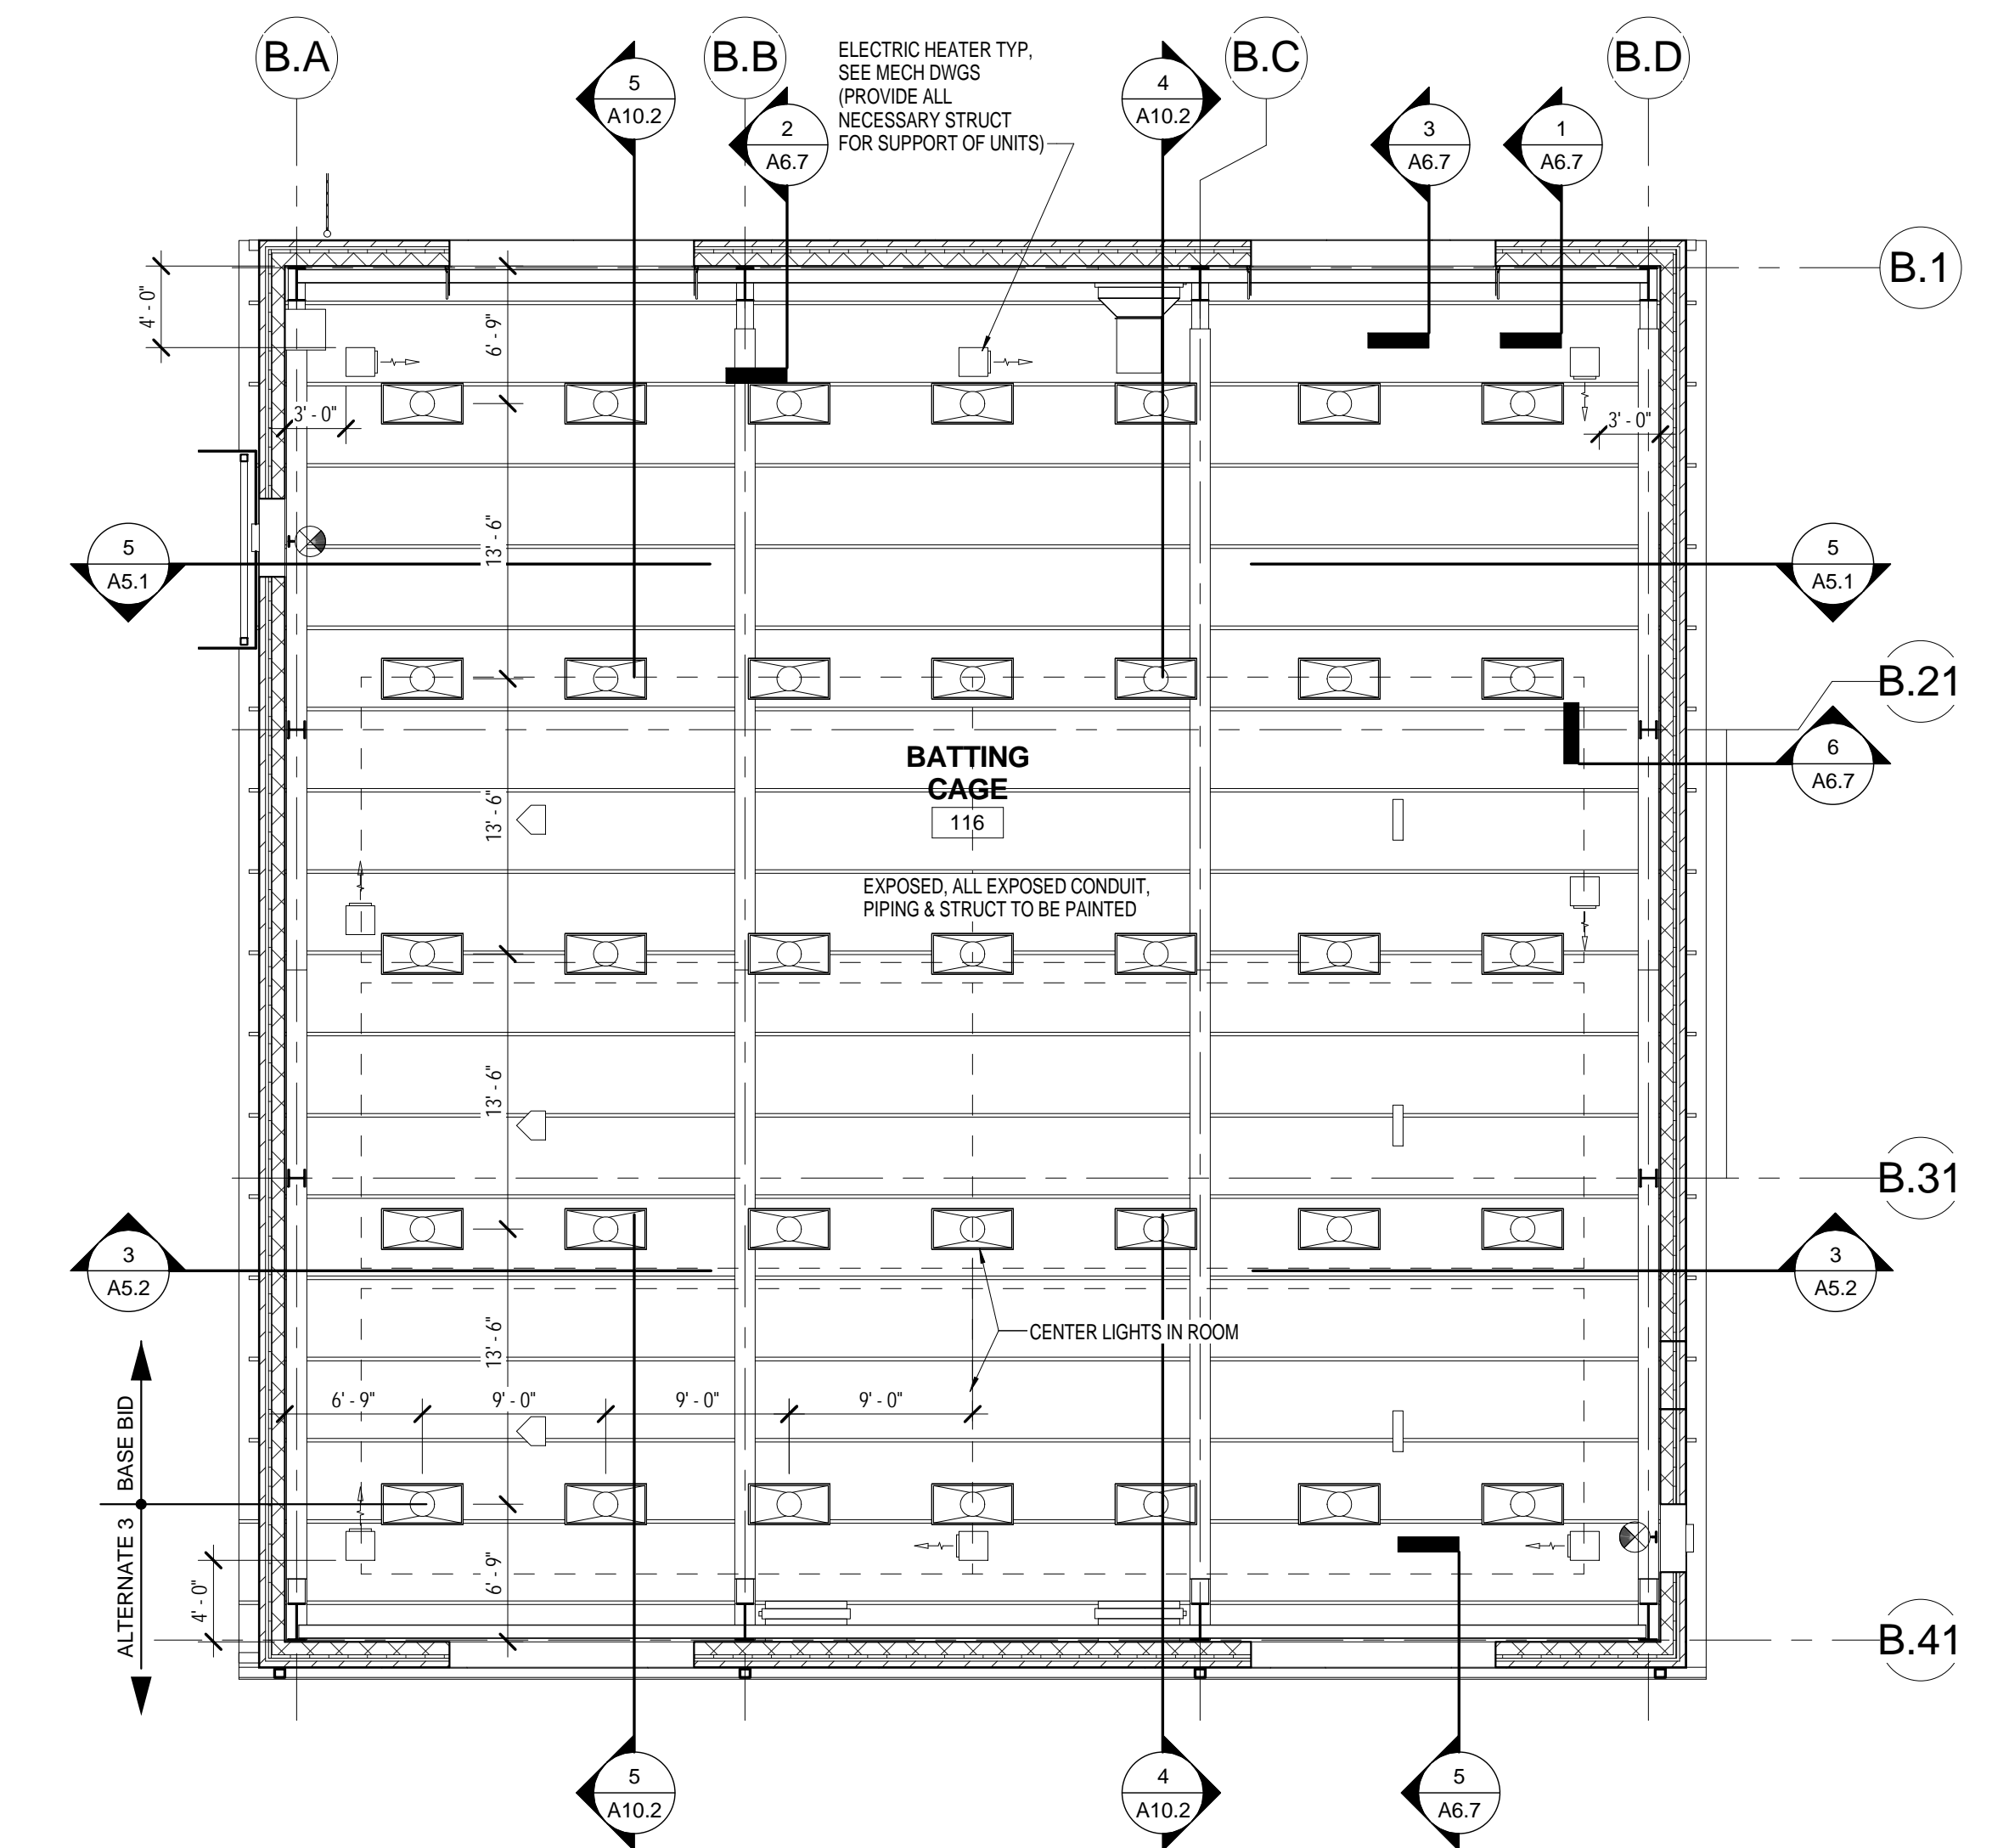 B.A
B.B
B.C
B.D
5
A10.2
2
A6.7
ELECTRIC HEATER TYP,
SEE MECH DWGS
(PROVIDE ALL
NECESSARY STRUCT
FOR SUPPORT OF UNITS)
4
A10.2
3
A6.7
1
A6.7
B.1
4' - 0"
6' - 9"
3' - 0"
3' - 0"
13' - 6"
5
A5.1
5
A5.1
B.21
BATTING
CAGE
116
6
A6.7
13' - 6"
EXPOSED, ALL EXPOSED CONDUIT,
PIPING & STRUCT TO BE PAINTED
13' - 6"
B.31
3
A5.2
3
A5.2
13' - 6"
CENTER LIGHTS IN ROOM
6' - 9"
9' - 0"
9' - 0"
9' - 0"
BASE BID
ALTERNATE 3
4' - 0"
6' - 9"
B.41
5
A10.2
4
A10.2
5
A6.7